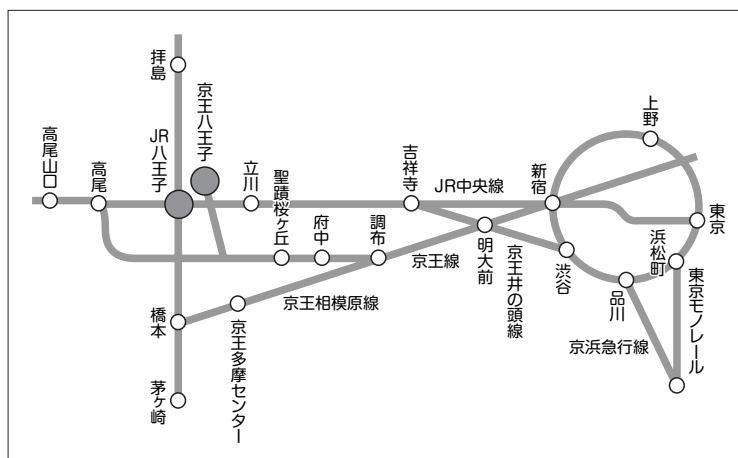 拝島
京王八王子
JR八王子
高尾山口
高尾
立川
聖蹟桜ヶ丘
府中
調布
吉祥寺
JR中央線
新宿
上野
東京
浜松町
東京モノレール
品川
渋谷
京王井の頭線
明大前
京王線
京王相模原線
京浜急行線
橋本
京王多摩センター
茅ヶ崎